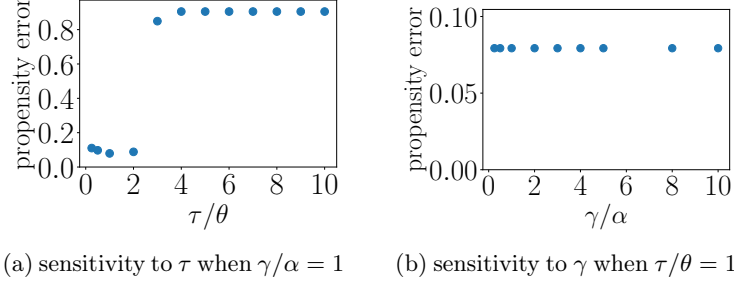 propensity error
0.8
0.6
0.4
0.2
0.0
0 2 4 6 8 10
τ/θ
(a) sensitivity to τ when γ/α = 1
propensity error
0.10
0.05
0.00
0 2 4 6 8 10
γ/α
(b) sensitivity to γ when τ/θ = 1